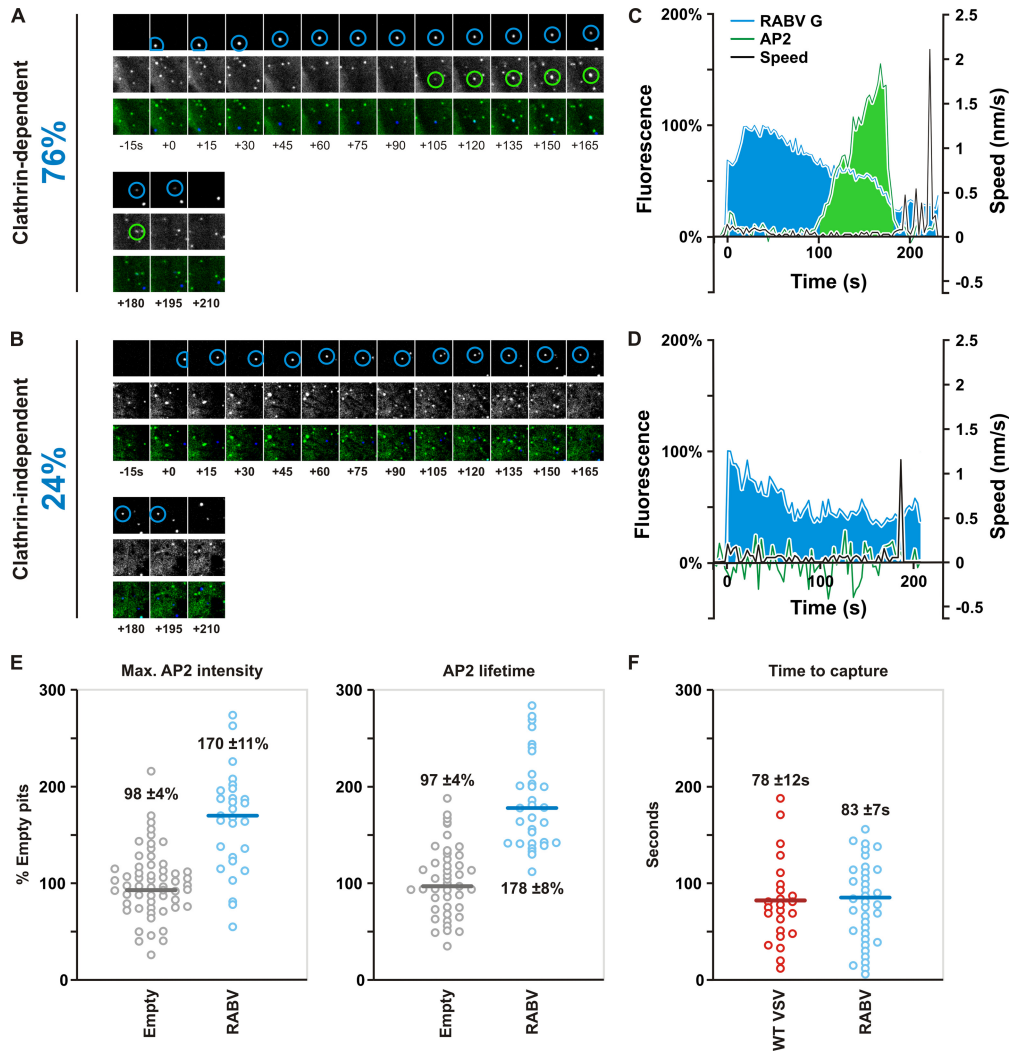 A
Clathrin-dependent
76%
-15s +0 +15 +30 +45 +60 +75 +90 +105 +120 +135 +150 +165
+180 +195 +210
C
200%
100%
0%
Fluorescence
RABV G
AP2
Speed
2.5
2
1.5
1
0.5
0
-0.5
Speed (nm/s)
0 100 200
Time (s)
B
Clathrin-independent
24%
-15s +0 +15 +30 +45 +60 +75 +90 +105 +120 +135 +150 +165
+180 +195 +210
D
200%
100%
0%
Fluorescence
2.5
2
1.5
1
0.5
0
-0.5
Speed (nm/s)
0 100 200
Time (s)
E
Max. AP2 intensity
% Empty pits
300
200
100
0
98 ±4%
170 ±11%
Empty
RABV
AP2 lifetime
300
200
100
0
97 ±4%
178 ±8%
Empty
RABV
F
Time to capture
Seconds
300
200
100
0
78 ±12s
83 ±7s
WT VSV
RABV